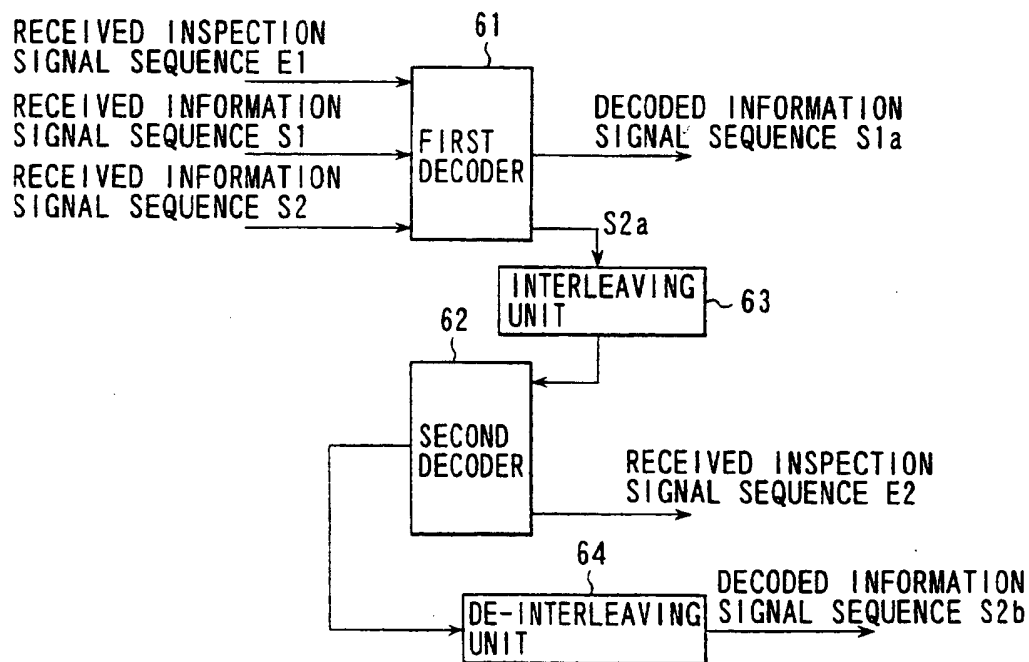 61
RECEIVED INSPECTION
SIGNAL SEQUENCE E1
RECEIVED INFORMATION
SIGNAL SEQUENCE S1
RECEIVED INFORMATION
SIGNAL SEQUENCE S2
FIRST
DECODER
DECODED INFORMATION
SIGNAL SEQUENCE S1a
S2a
INTERLEAVING
UNIT
63
62
SECOND
DECODER
RECEIVED INSPECTION
SIGNAL SEQUENCE E2
64
DE-INTERLEAVING
UNIT
DECODED INFORMATION
SIGNAL SEQUENCE S2b